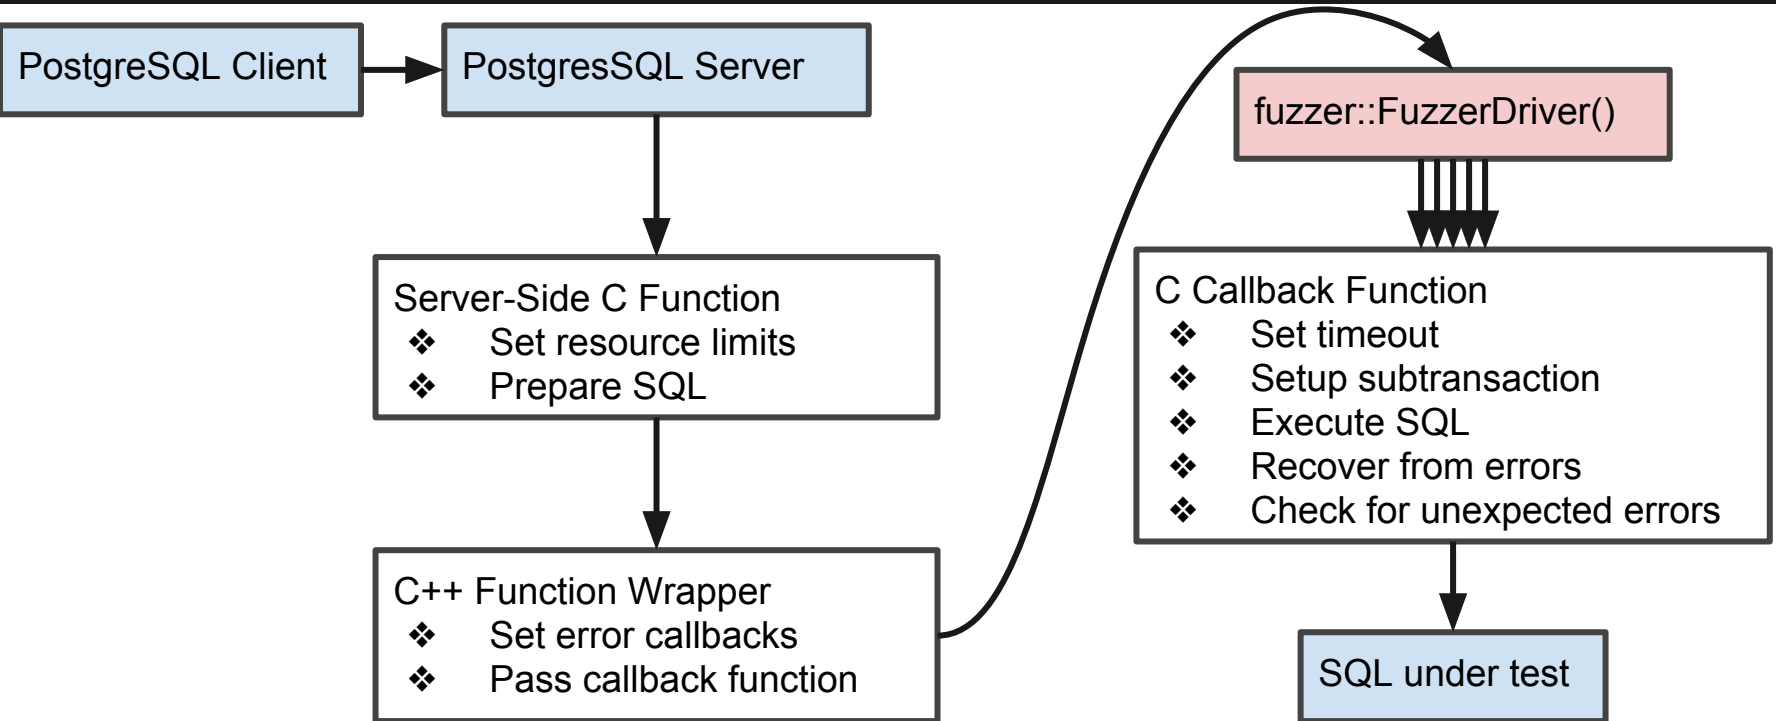 PostgreSQL Client
PostgresSQL Server
Server-Side C Function
❖ Set resource limits
❖ Prepare SQL
C++ Function Wrapper
❖ Set error callbacks
❖ Pass callback function
fuzzer::FuzzerDriver()
C Callback Function
❖ Set timeout
❖ Setup subtransaction
❖ Execute SQL
❖ Recover from errors
❖ Check for unexpected errors
SQL under test